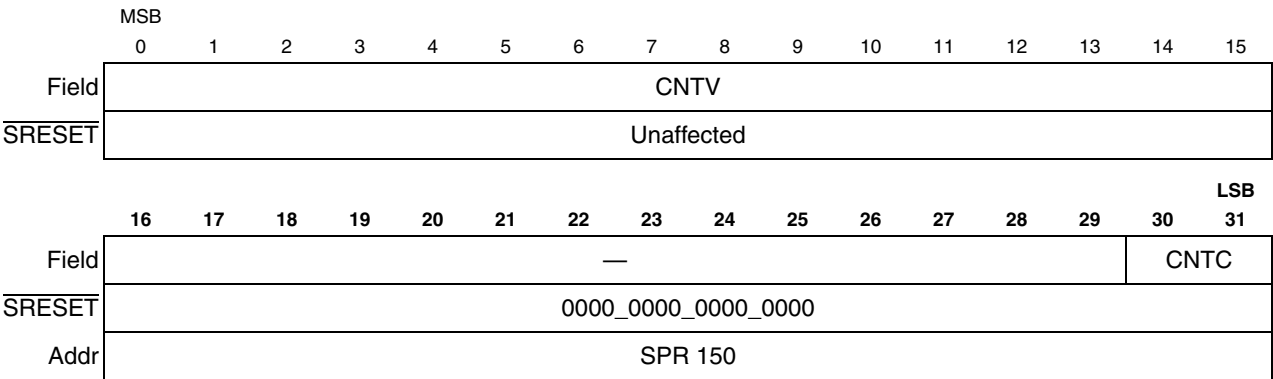 MSB
0 1 2 3 4 5 6 7 8 9 10 11 12 13 14 15
Field CNTV
SRESET Unaffected
LSB
16 17 18 19 20 21 22 23 24 25 26 27 28 29 30 31
Field — CNTC
SRESET 0000_0000_0000_0000
Addr SPR 150